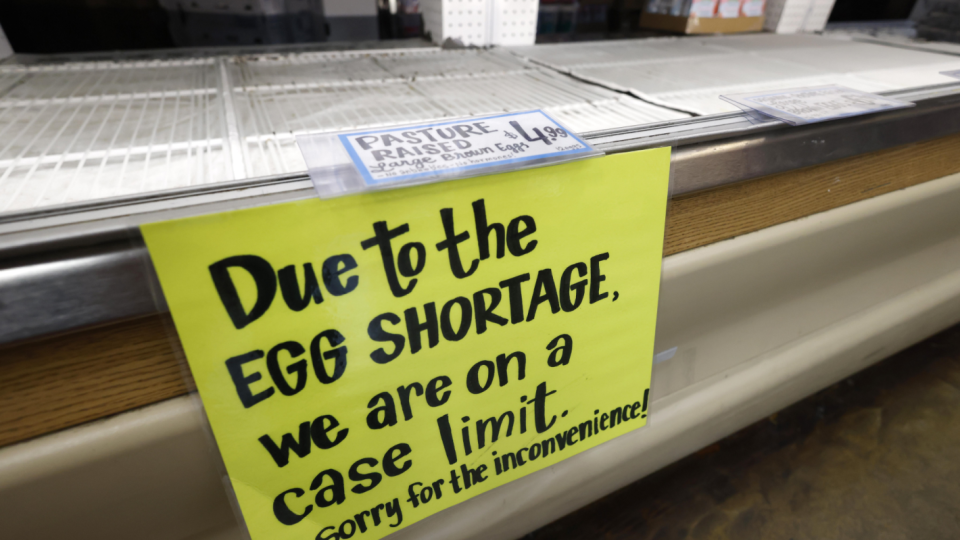 PASTURE
RAISED $4.99
Large Brown Eggs
Due to the
EGG SHORTAGE,
we are on a
case limit.
Sorry for the inconvenience!